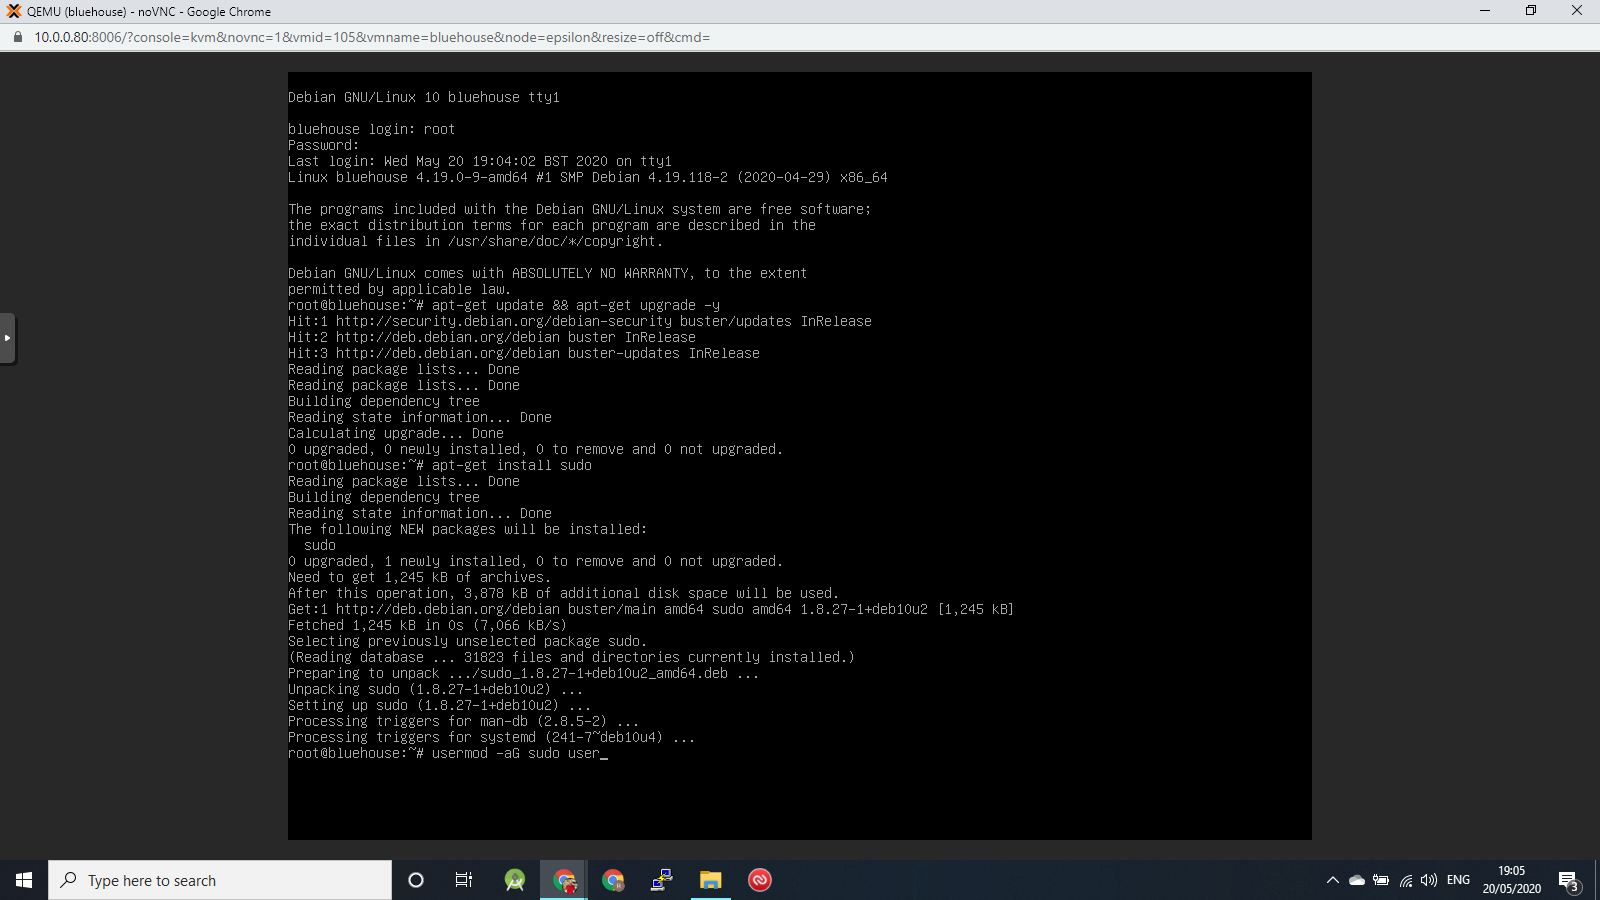 QEMU (bluehouse) - noVNC - Google Chrome
10.0.0.80:8006/?console=kvm&novnc=1&vmid=105&vmname=bluehouse&node=epsilon&resize=off&cmd=
Debian GNU/Linux 10 bluehouse tty1
bluehouse login: root
Password:
Last login: Wed May 20 19:04:02 BST 2020 on tty1
Linux bluehouse 4.19.0-9-amd64 #1 SMP Debian 4.19.118-2 (2020-04-29) x86_64
The programs included with the Debian GNU/Linux system are free software;
the exact distribution terms for each program are described in the
individual files in /usr/share/doc/*/copyright.
Debian GNU/Linux comes with ABSOLUTELY NO WARRANTY, to the extent
permitted by applicable law.
root@bluehouse:~# apt-get update && apt-get upgrade -y
Hit:1 http://security.debian.org/debian-security buster/updates InRelease
Hit:2 http://deb.debian.org/debian buster InRelease
Hit:3 http://deb.debian.org/debian buster-updates InRelease
Reading package lists... Done
Reading package lists... Done
Building dependency tree
Reading state information... Done
Calculating upgrade... Done
0 upgraded, 0 newly installed, 0 to remove and 0 not upgraded.
root@bluehouse:~# apt-get install sudo
Reading package lists... Done
Building dependency tree
Reading state information... Done
The following NEW packages will be installed:
  sudo
0 upgraded, 1 newly installed, 0 to remove and 0 not upgraded.
Need to get 1,245 kB of archives.
After this operation, 3,878 kB of additional disk space will be used.
Get:1 http://deb.debian.org/debian buster/main amd64 sudo amd64 1.8.27-1+deb10u2 [1,245 kB]
Fetched 1,245 kB in 0s (7,066 kB/s)
Selecting previously unselected package sudo.
(Reading database ... 31823 files and directories currently installed.)
Preparing to unpack .../sudo_1.8.27-1+deb10u2_amd64.deb ...
Unpacking sudo (1.8.27-1+deb10u2) ...
Setting up sudo (1.8.27-1+deb10u2) ...
Processing triggers for man-db (2.8.5-2) ...
Processing triggers for systemd (241-7~deb10u4) ...
root@bluehouse:~# usermod -aG sudo user_
Type here to search
ENG
19:05
20/05/2020
3